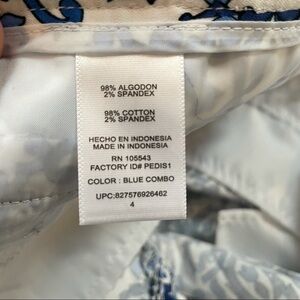 98% ALGODON
2% SPANDEX
98% COTTON
2% SPANDEX
HECHO EN INDONESIA
MADE IN INDONESIA
RN 105543
FACTORY ID# PEDIS1
COLOR : BLUE COMBO
UPC:827576926462
4